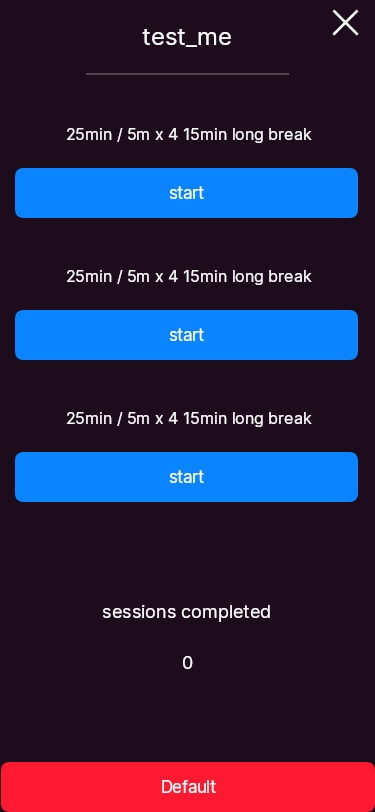 test_me
25min / 5m x 4 15min long break
start
25min / 5m x 4 15min long break
start
25min / 5m x 4 15min long break
start
sessions completed
0
Default